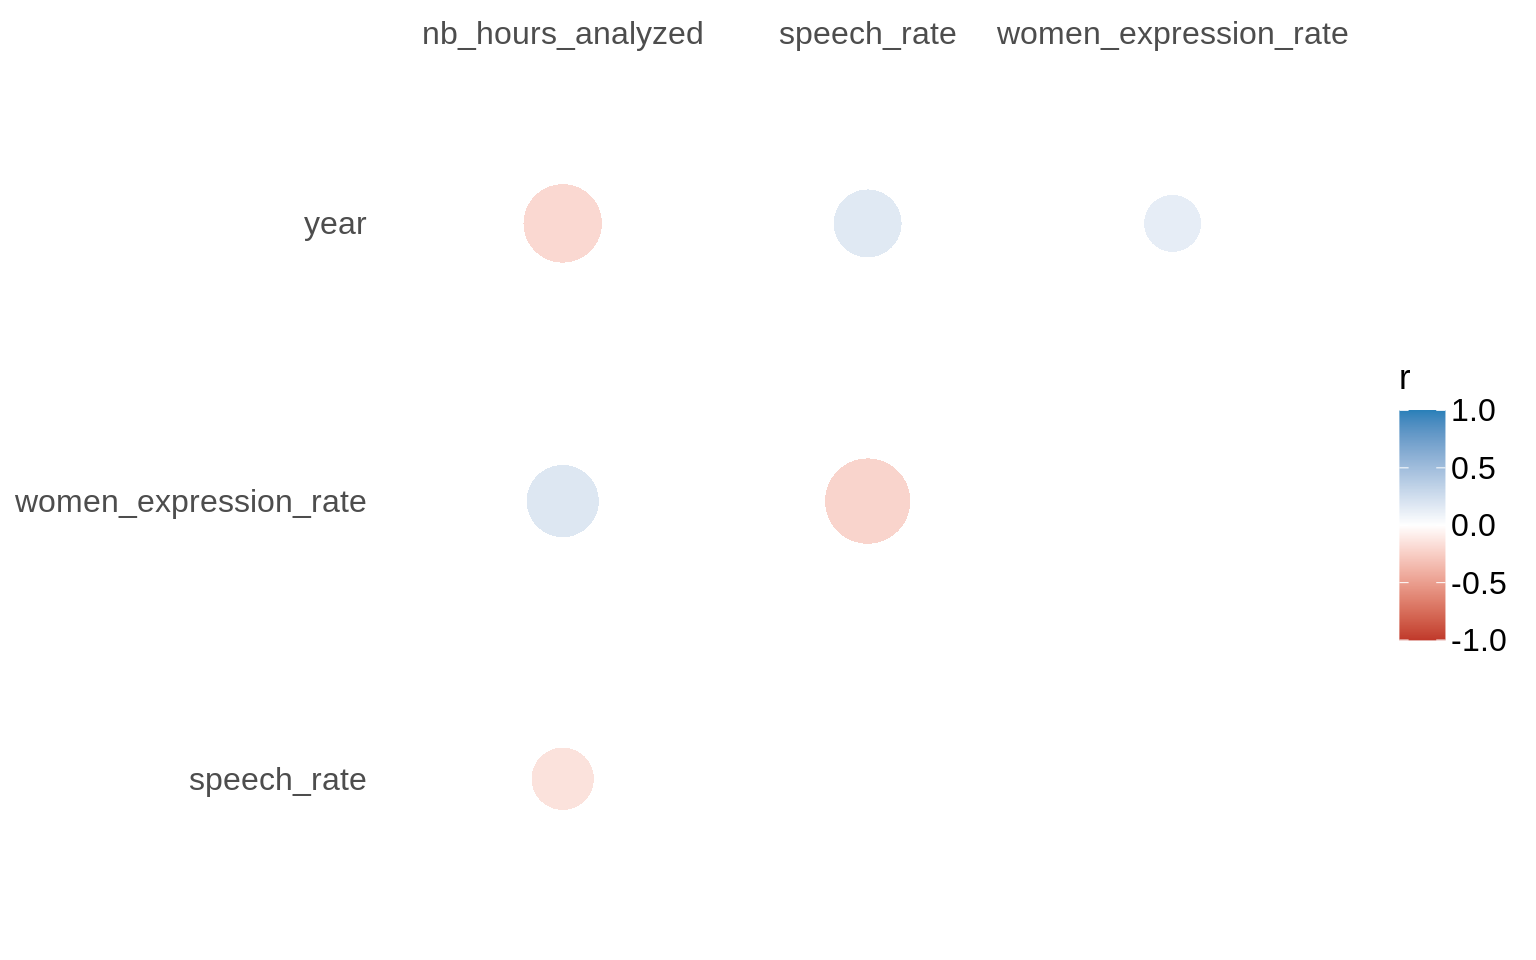 nb_hours_analyzed speech_rate women_expression_rate
year
women_expression_rate
speech_rate
r
1.0
0.5
0.0
-0.5
-1.0